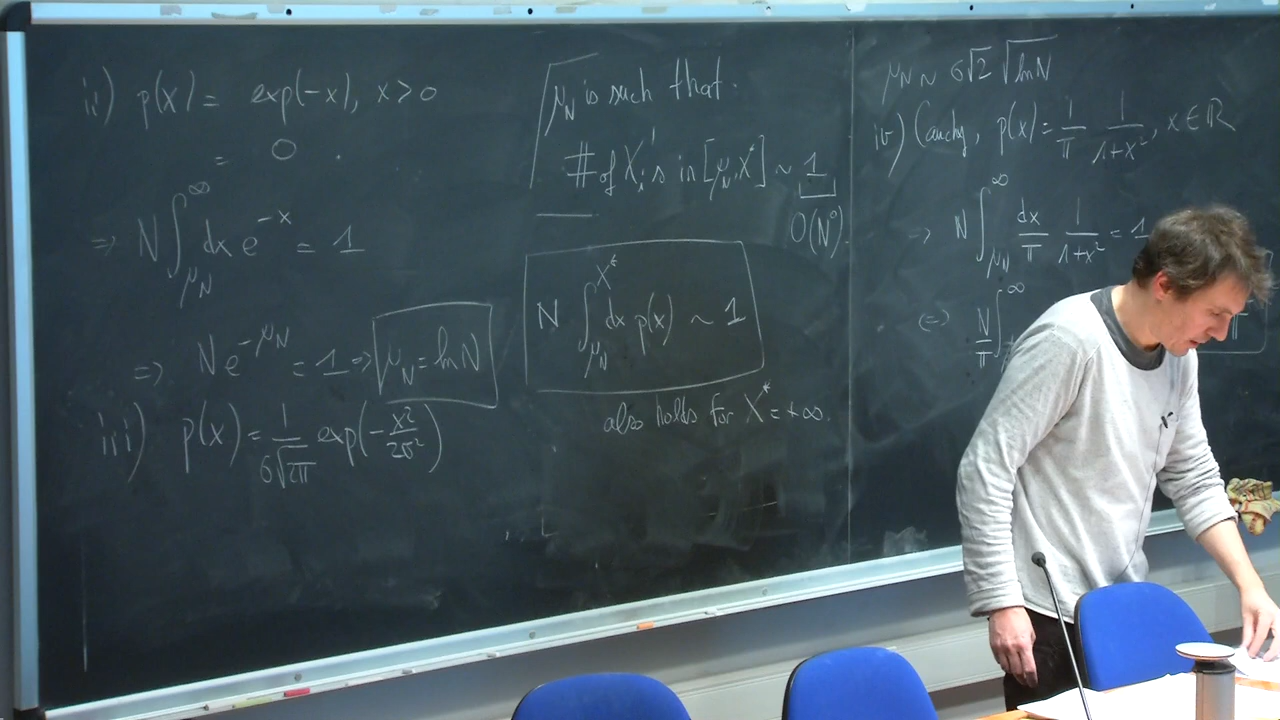 ii) p(x) = exp(-x), x>0
= 0 .
=> N ∫_{μ_N}^{∞} dx e^{-x} = 1
=> N e^{-μ_N} = 1 => μ_N = ln N
iii) p(x) = 1/(σ√(2π)) exp(-x²/(2σ²))
μ_N is such that
# of X_i's in [μ_N, X*] ~ 1
O(N⁰)
N ∫_{μ_N}^{X*} dx p(x) ~ 1
also holds for X* = +∞.
μ_N ~ σ√2 √(ln N)
iv) Cauchy, p(x) = 1/π 1/(1+x²), x∈ℝ
=> N ∫_{μ_N}^{∞} dx/π 1/(1+x²) = 1
(=) N/π ∫^{∞}
π